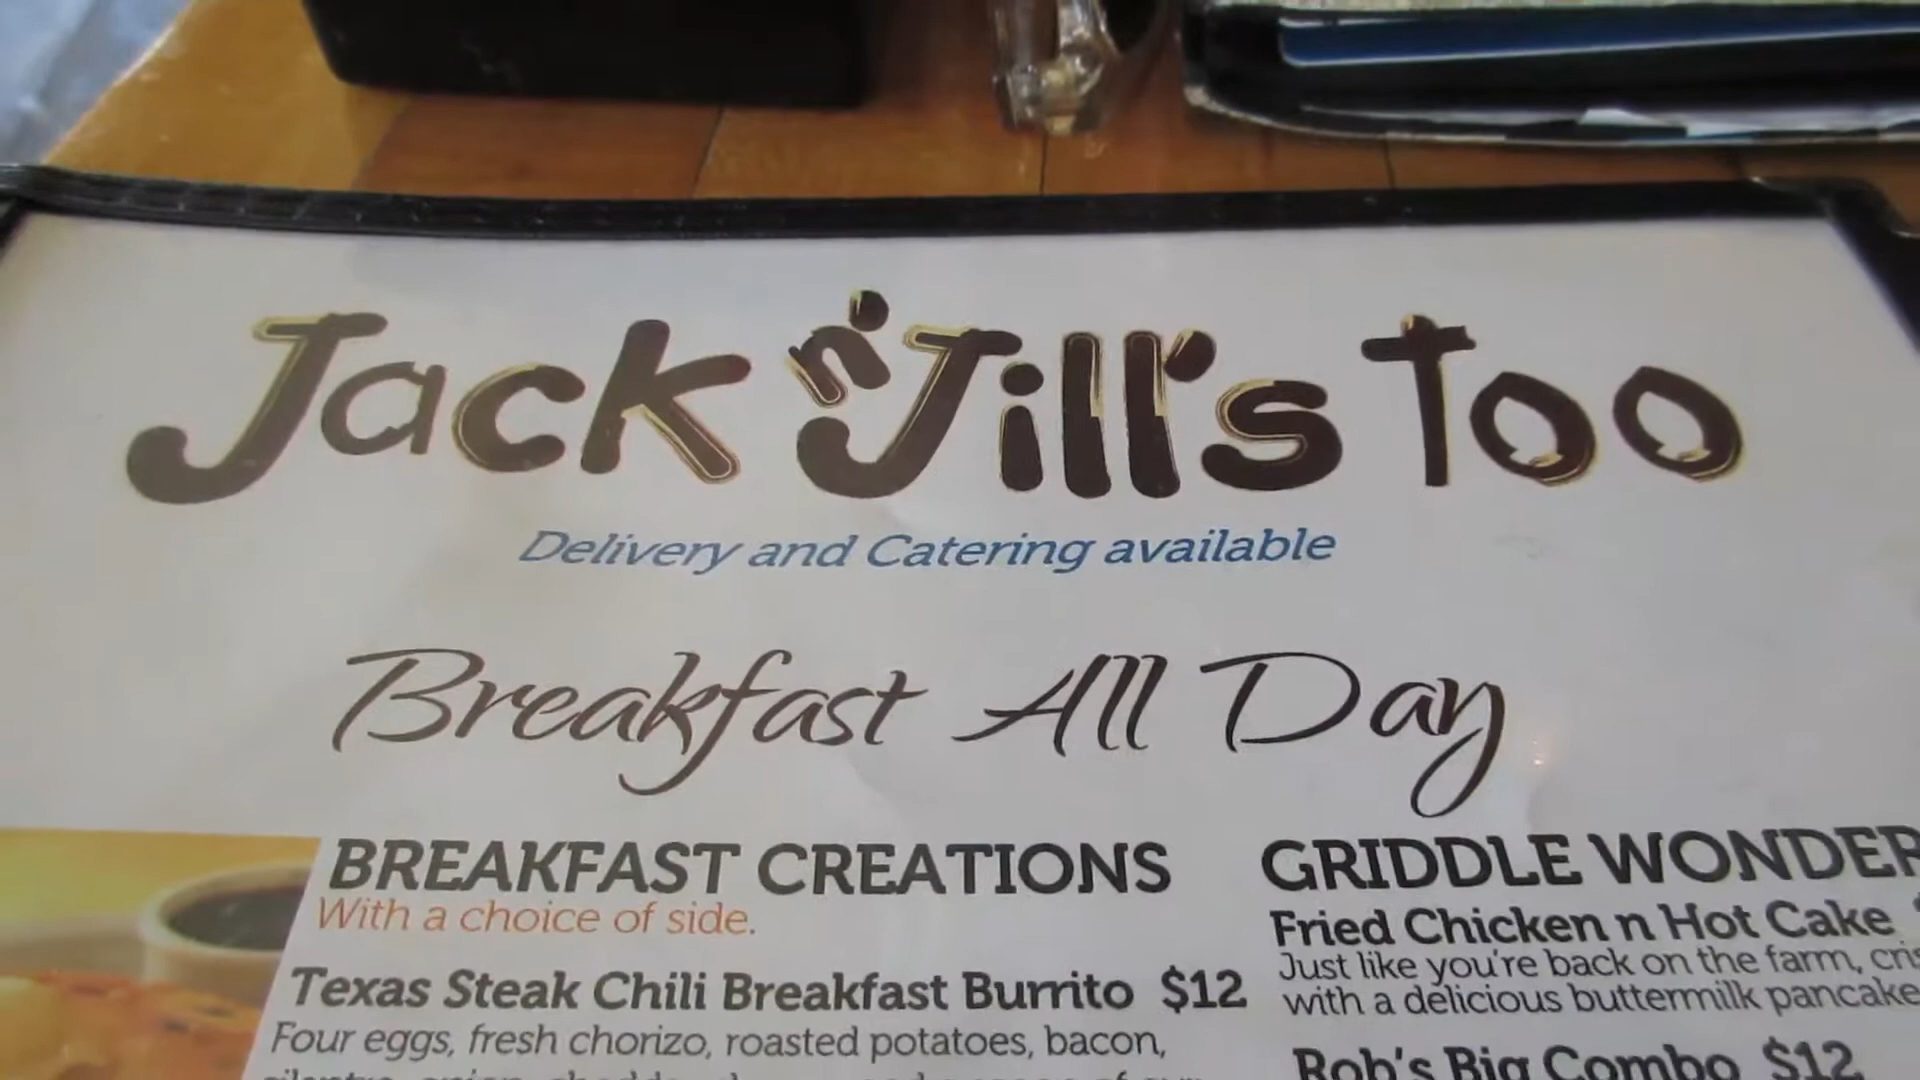 Jack n' Jill's Too
Delivery and Catering available
Breakfast All Day
BREAKFAST CREATIONS
With a choice of side.
Texas Steak Chili Breakfast Burrito $12
Four eggs, fresh chorizo, roasted potatoes, bacon,
GRIDDLE WONDER
Fried Chicken n Hot Cake
Just like you're back on the farm,
with a delicious buttermilk pancake
Rob's Big Combo $12